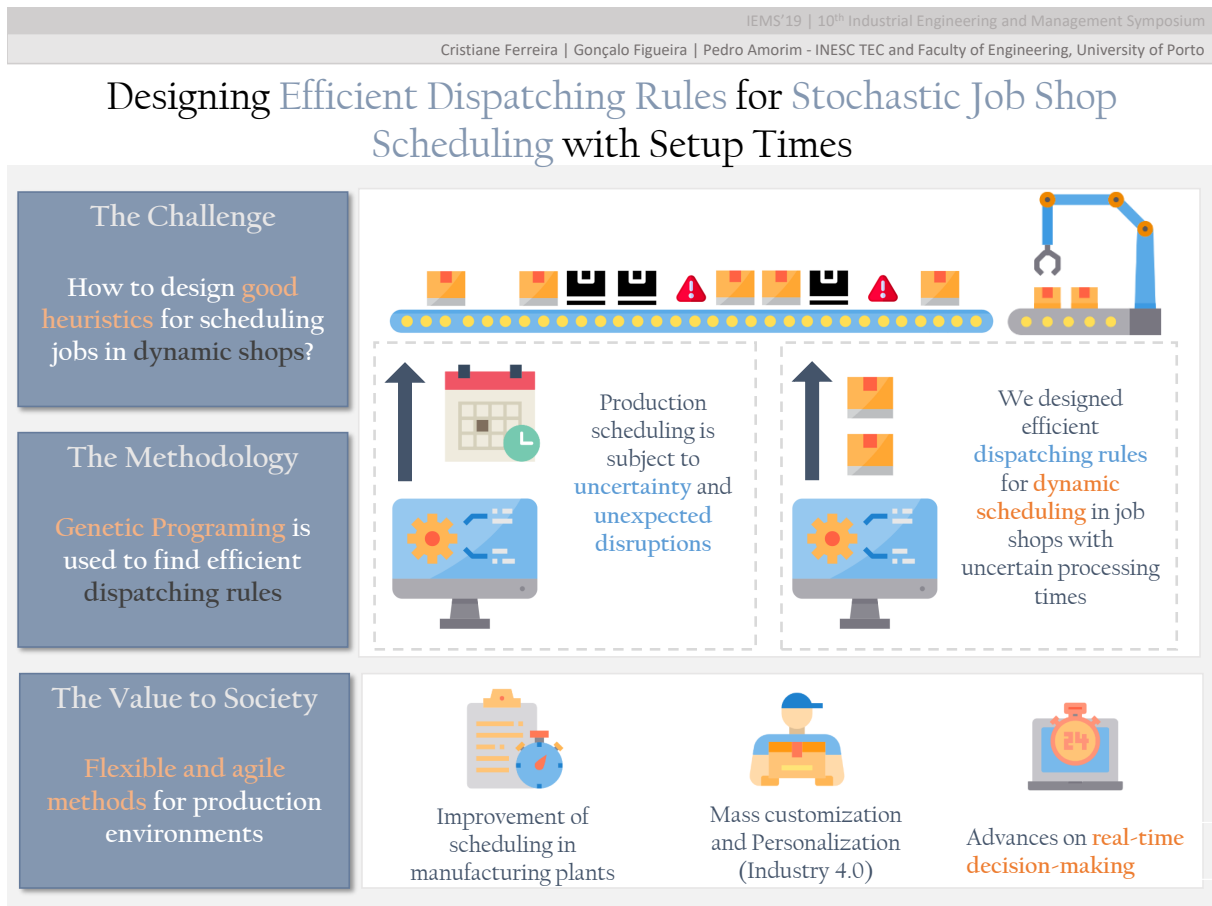 IEMS'19 | 10th Industrial Engineering and Management Symposium
Cristiane Ferreira | Gonçalo Figueira | Pedro Amorim - INESC TEC and Faculty of Engineering, University of Porto
Designing Efficient Dispatching Rules for Stochastic Job Shop
Scheduling with Setup Times
The Challenge
How to design good
heuristics for scheduling
jobs in dynamic shops?
Production
scheduling is
subject to
uncertainty and
unexpected
disruptions
We designed
efficient
dispatching rules
for dynamic
scheduling in job
shops with
uncertain processing
times
The Methodology
Genetic Programing is
used to find efficient
dispatching rules
The Value to Society
Flexible and agile
methods for production
environments
Improvement of
scheduling in
manufacturing plants
Mass customization
and Personalization
(Industry 4.0)
24
Advances on real-time
decision-making